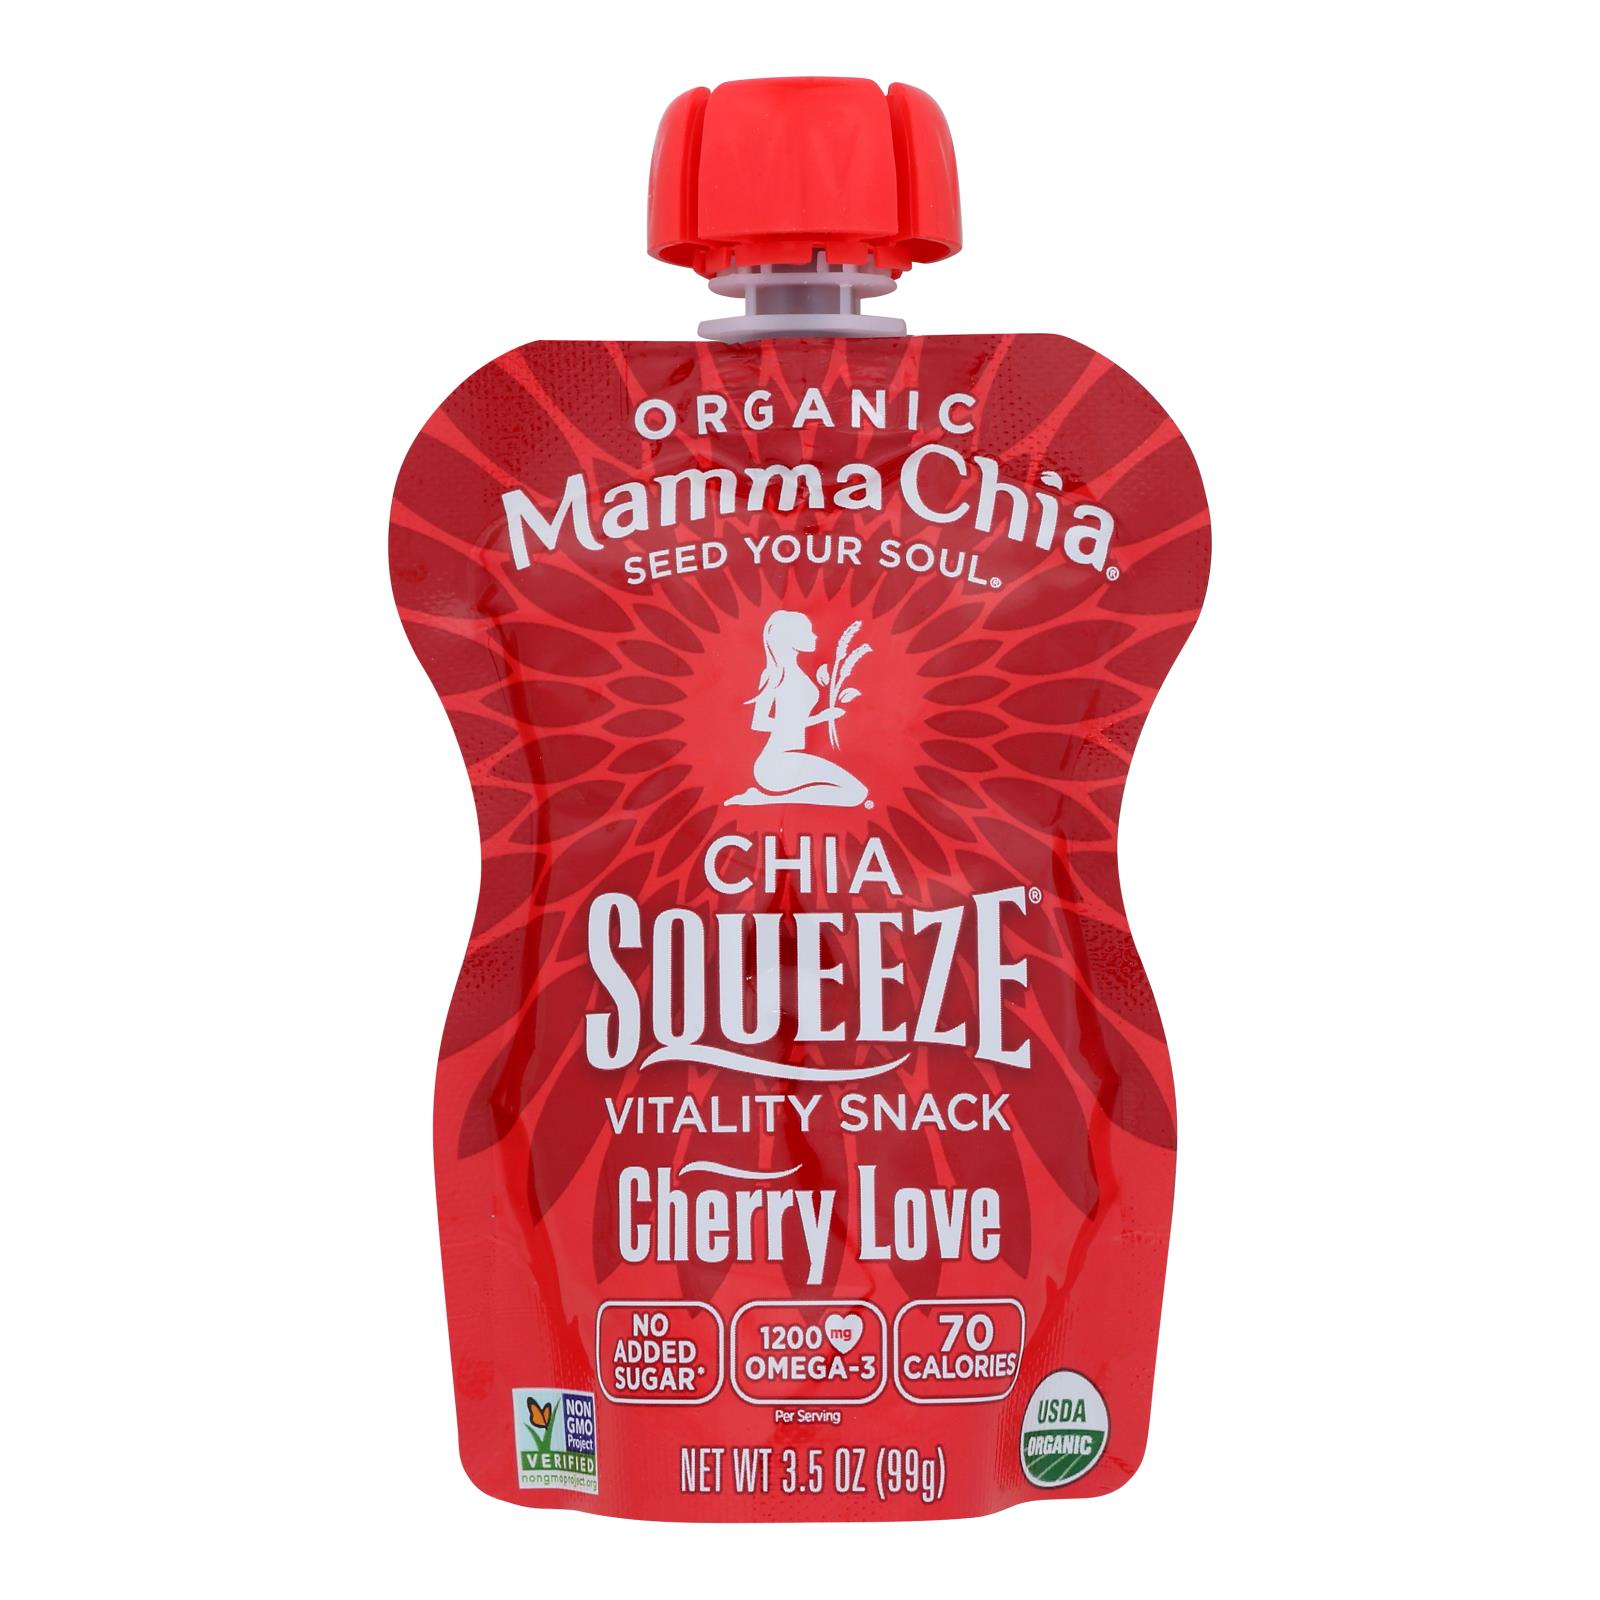 ORGANIC
Mamma Chia®
SEED YOUR SOUL®
®
CHIA
SQUEEZE®
VITALITY SNACK
Cherry Love
NO
ADDED
SUGAR*
1200 mg
OMEGA-3
Per Serving
70
CALORIES
NON
GMO
Project
VERIFIED
nongmoproject.org
USDA
ORGANIC
NET WT 3.5 OZ (99g)